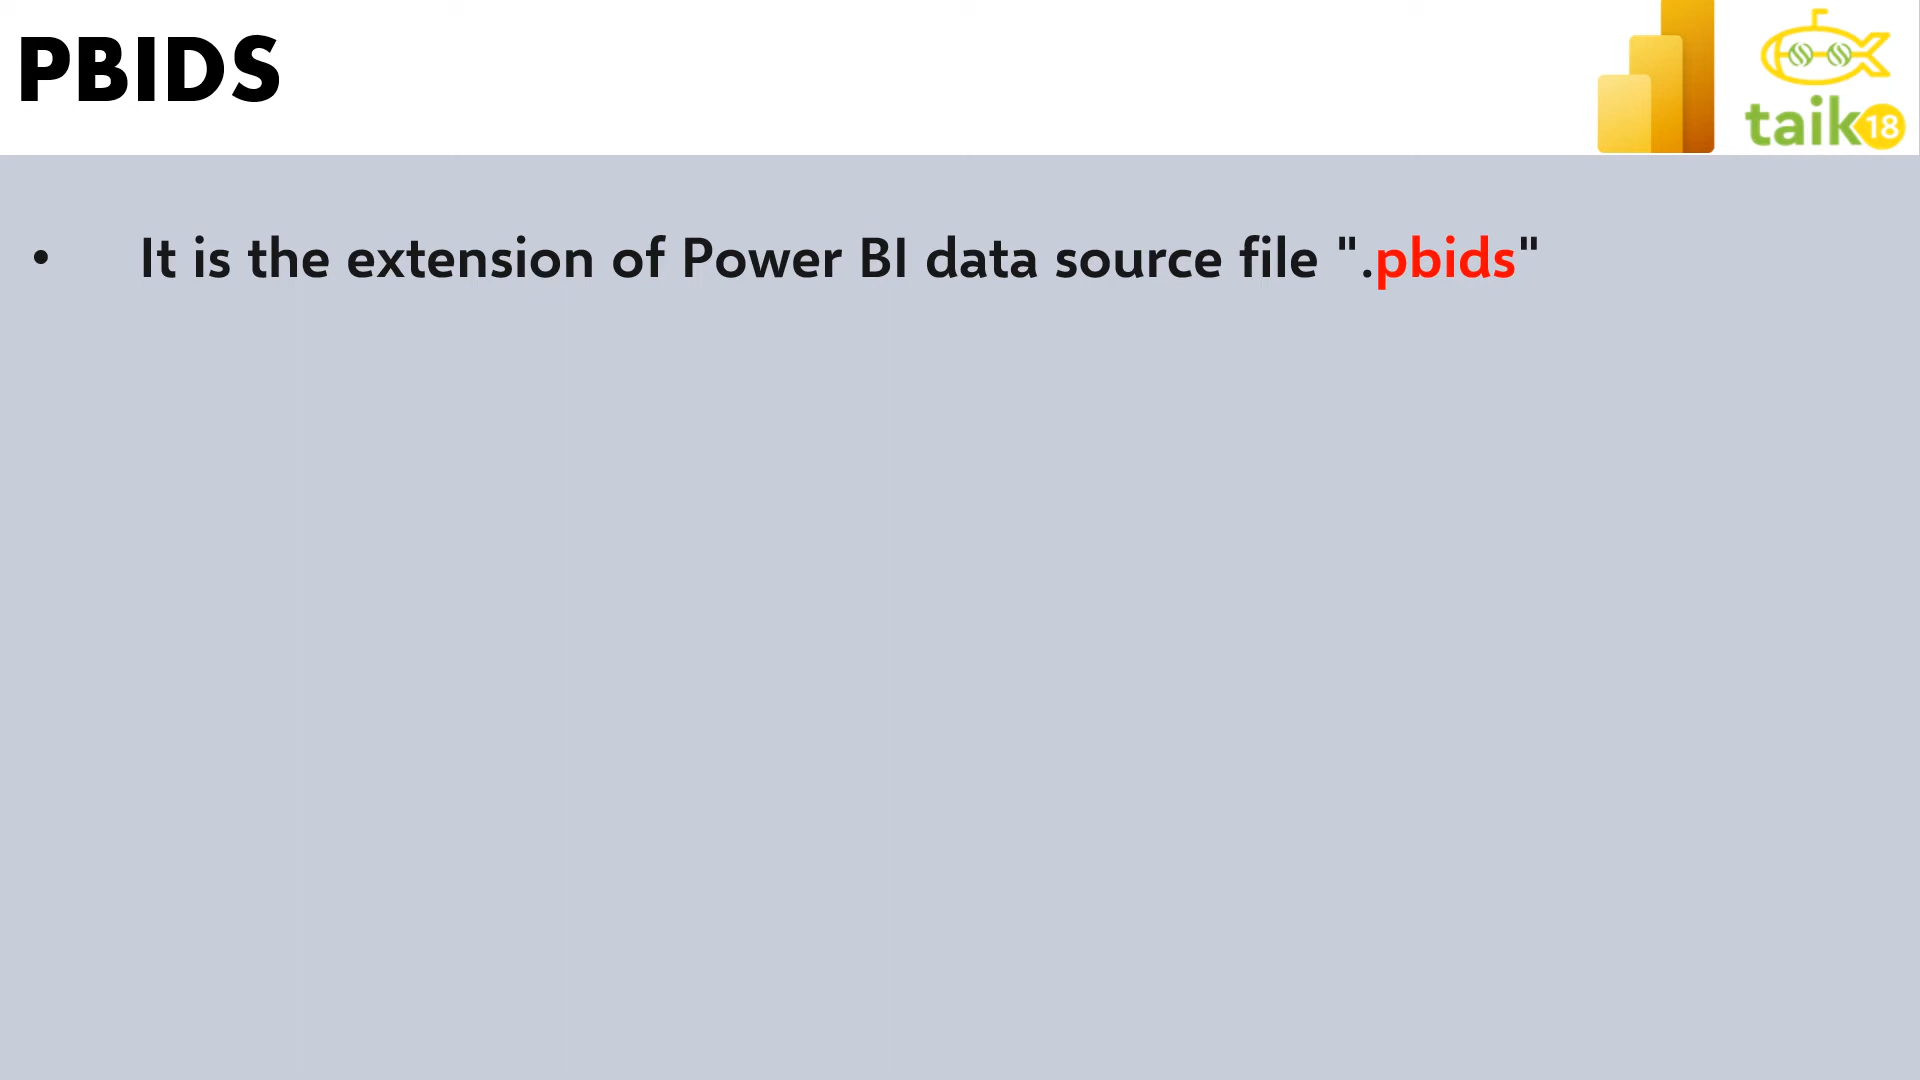 PBIDS
taik18
• It is the extension of Power BI data source file ".pbids"